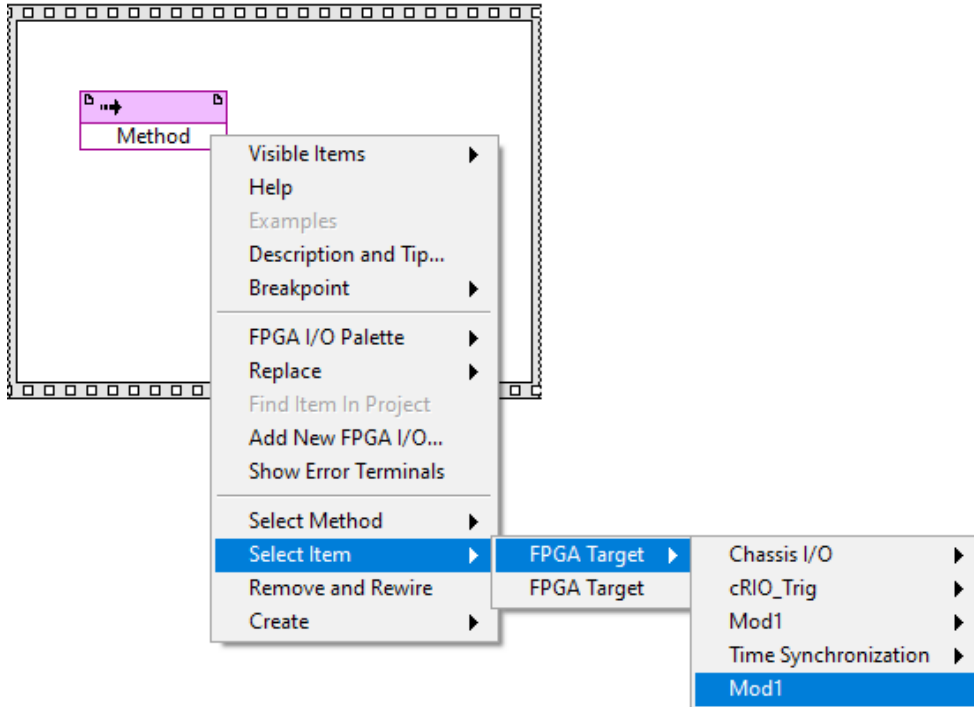 Method
Visible Items
Help
Examples
Description and Tip...
Breakpoint
FPGA I/O Palette
Replace
Find Item In Project
Add New FPGA I/O...
Show Error Terminals
Select Method
Select Item
Remove and Rewire
Create
FPGA Target
FPGA Target
Chassis I/O
cRIO_Trig
Mod1
Time Synchronization
Mod1